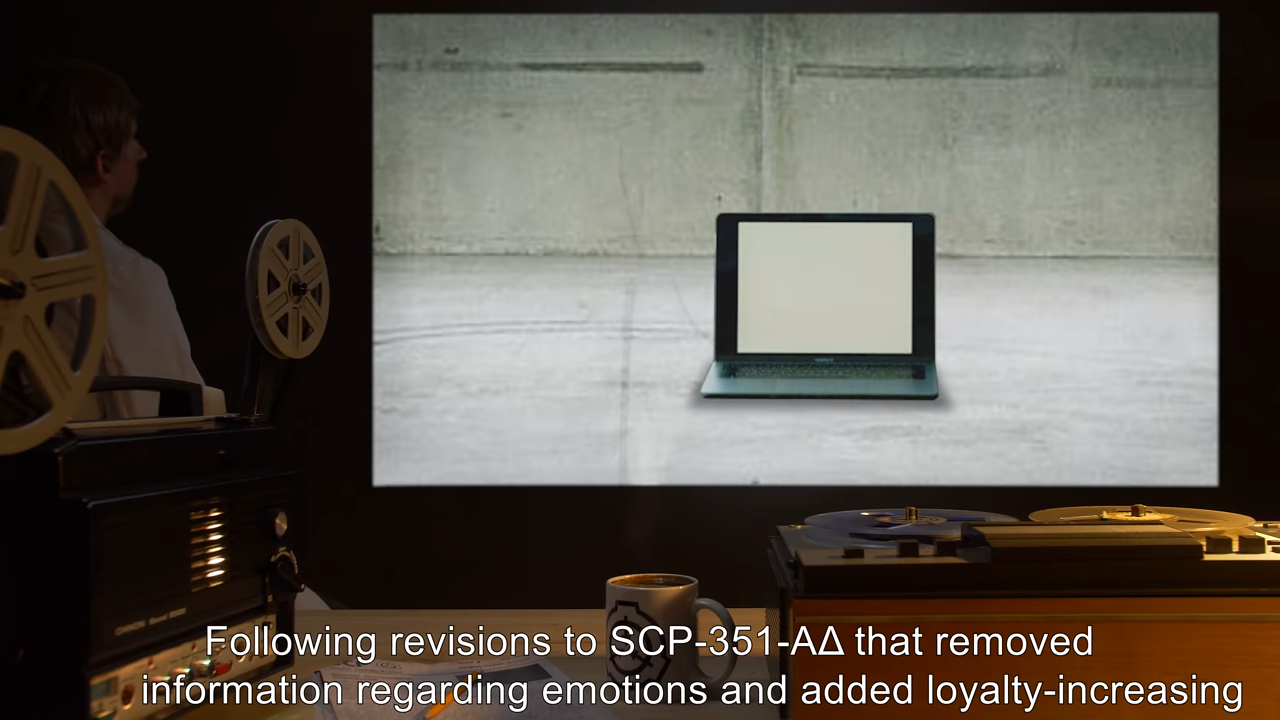 Following revisions to SCP-351-AΔ that removed
information regarding emotions and added loyalty-increasing